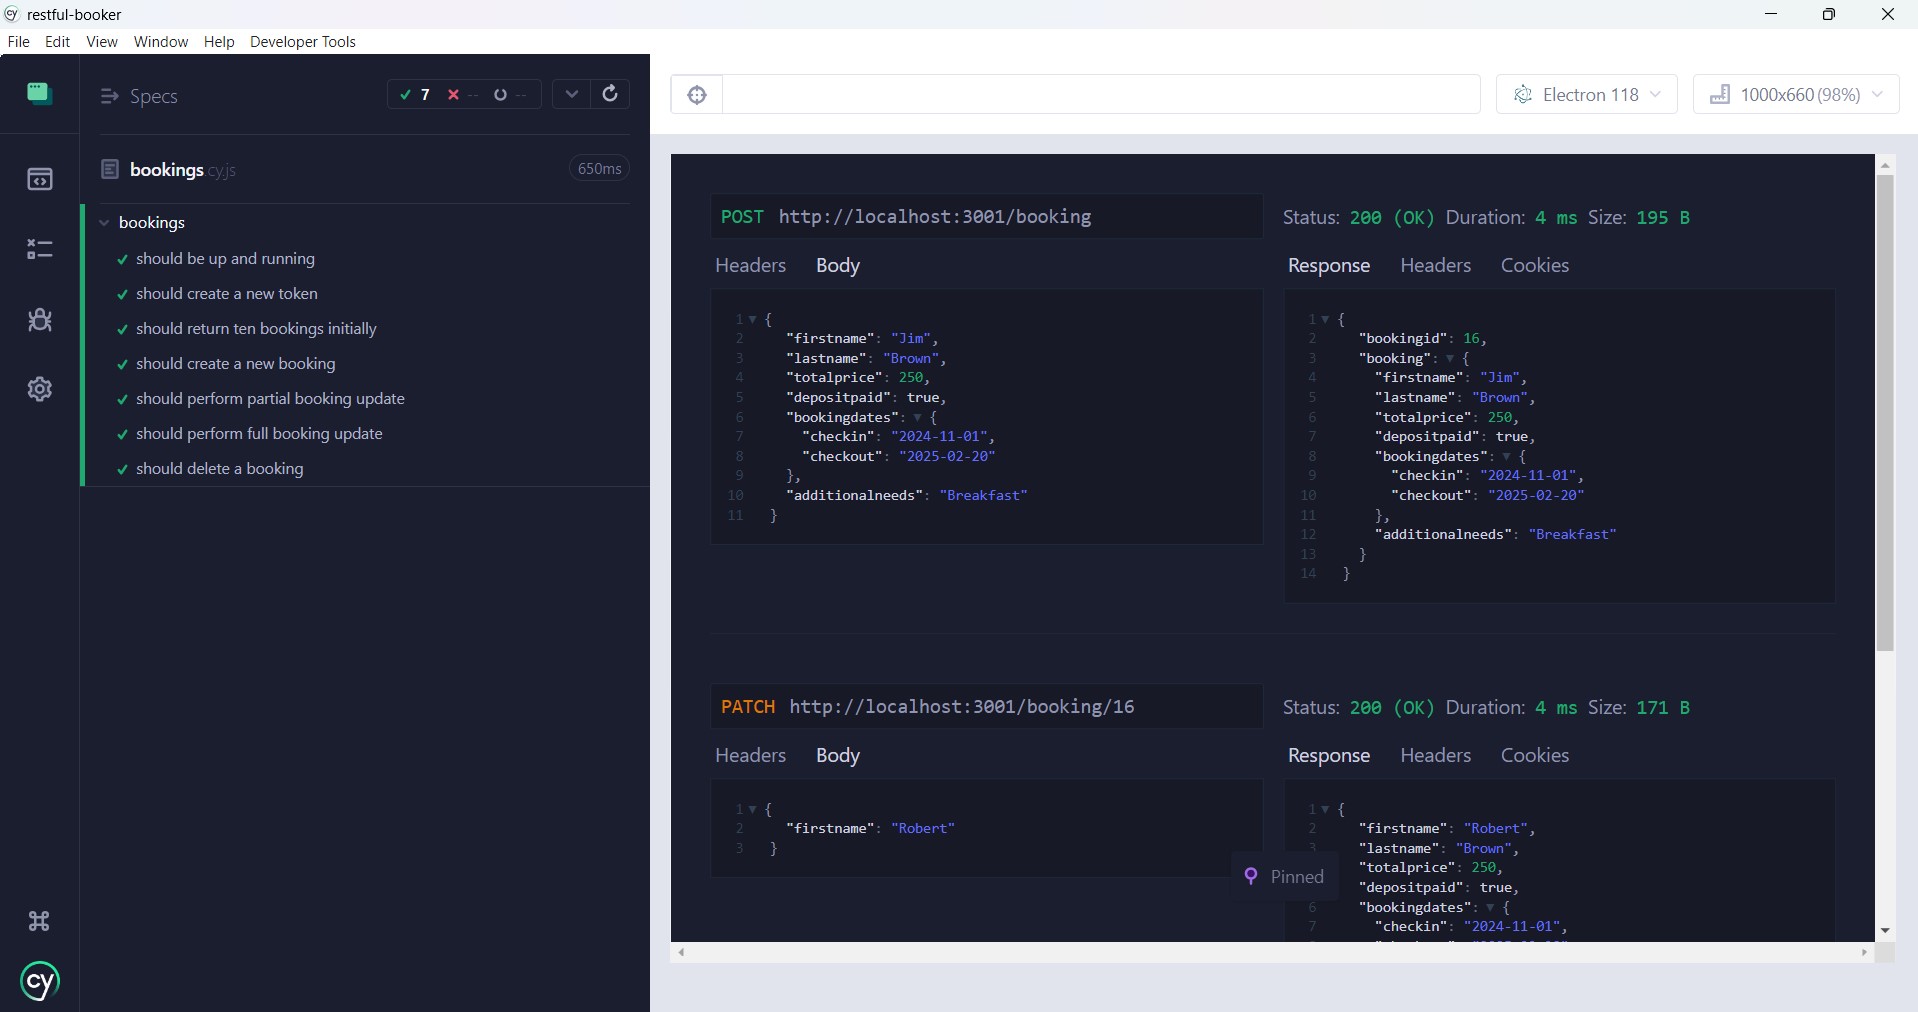 restful-booker
File Edit View Window Help Developer Tools
Specs
7 -- --
Electron 118
1000x660 (98%)
bookings.cy.js
650ms
bookings
should be up and running
should create a new token
should return ten bookings initially
should create a new booking
should perform partial booking update
should perform full booking update
should delete a booking
cy
POST http://localhost:3001/booking
Headers Body
1 {
2 "firstname": "Jim",
3 "lastname": "Brown",
4 "totalprice": 250,
5 "depositpaid": true,
6 "bookingdates": {
7 "checkin": "2024-11-01",
8 "checkout": "2025-02-20"
9 },
10 "additionalneeds": "Breakfast"
11 }
Status: 200 (OK) Duration: 4 ms Size: 195 B
Response Headers Cookies
1 {
2 "bookingid": 16,
3 "booking": {
4 "firstname": "Jim",
5 "lastname": "Brown",
6 "totalprice": 250,
7 "depositpaid": true,
8 "bookingdates": {
9 "checkin": "2024-11-01",
10 "checkout": "2025-02-20"
11 },
12 "additionalneeds": "Breakfast"
13 }
14 }
PATCH http://localhost:3001/booking/16
Headers Body
1 {
2 "firstname": "Robert"
3 }
Status: 200 (OK) Duration: 4 ms Size: 171 B
Response Headers Cookies
1 {
2 "firstname": "Robert",
3 "lastname": "Brown",
"totalprice": 250,
"depositpaid": true,
6 "bookingdates": {
7 "checkin": "2024-11-01",
Pinned